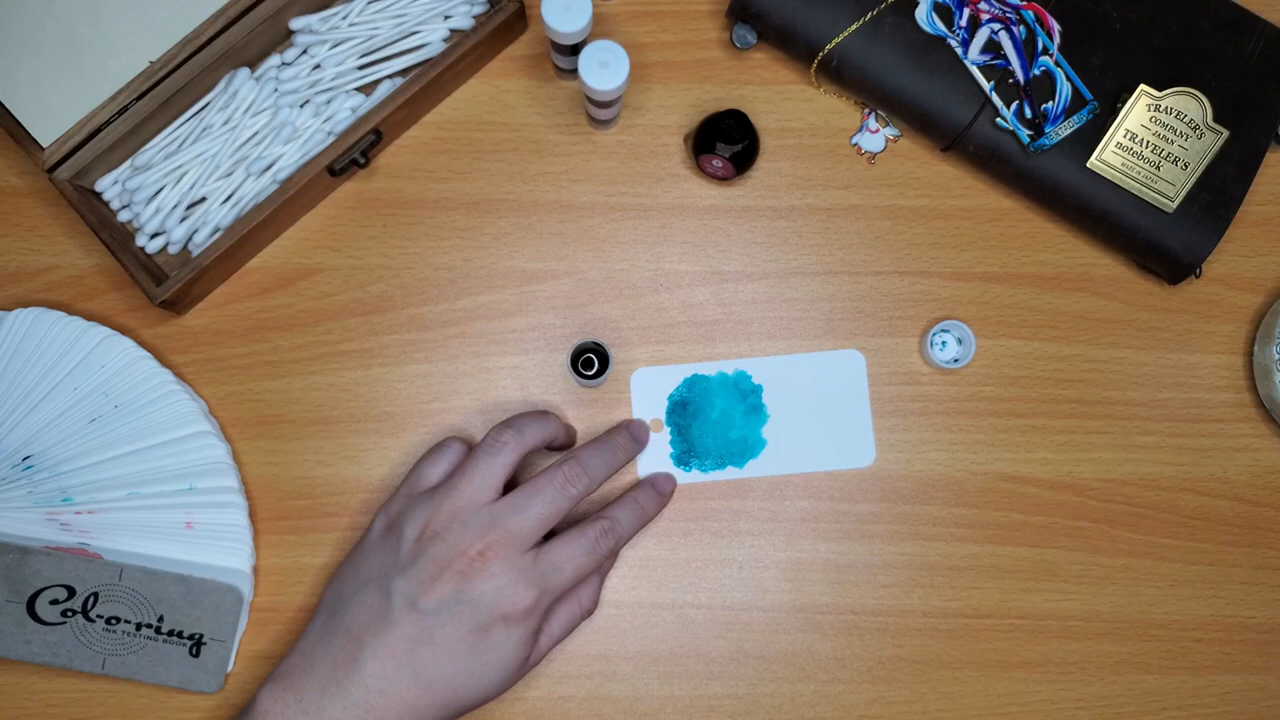 TRAVELER'S
COMPANY
JAPAN
TRAVELER'S
notebook
MADE IN JAPAN
Col-o-ring
INK TESTING BOOK